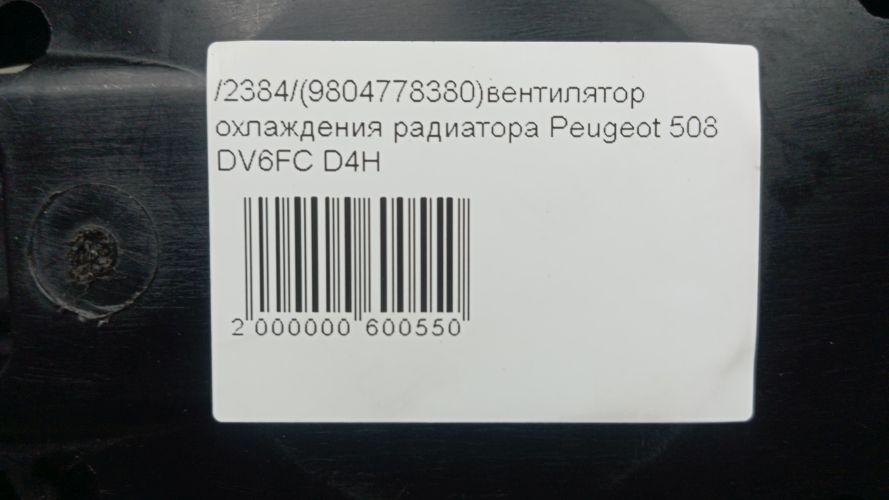 /2384/(9804778380)вентилятор
охлаждения радиатора Peugeot 508
DV6FC D4H
2 000000 600550